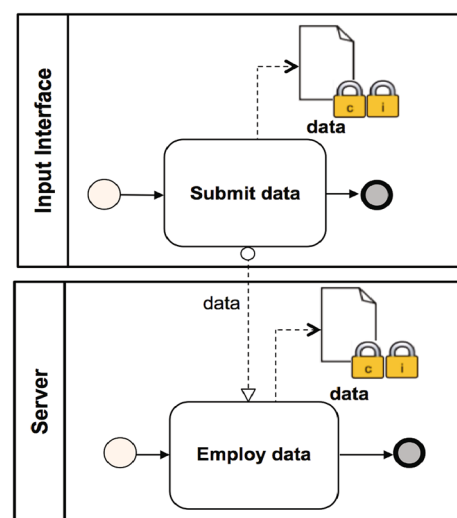 Input Interface
c i
data
Submit data
data
Server
c i
data
Employ data